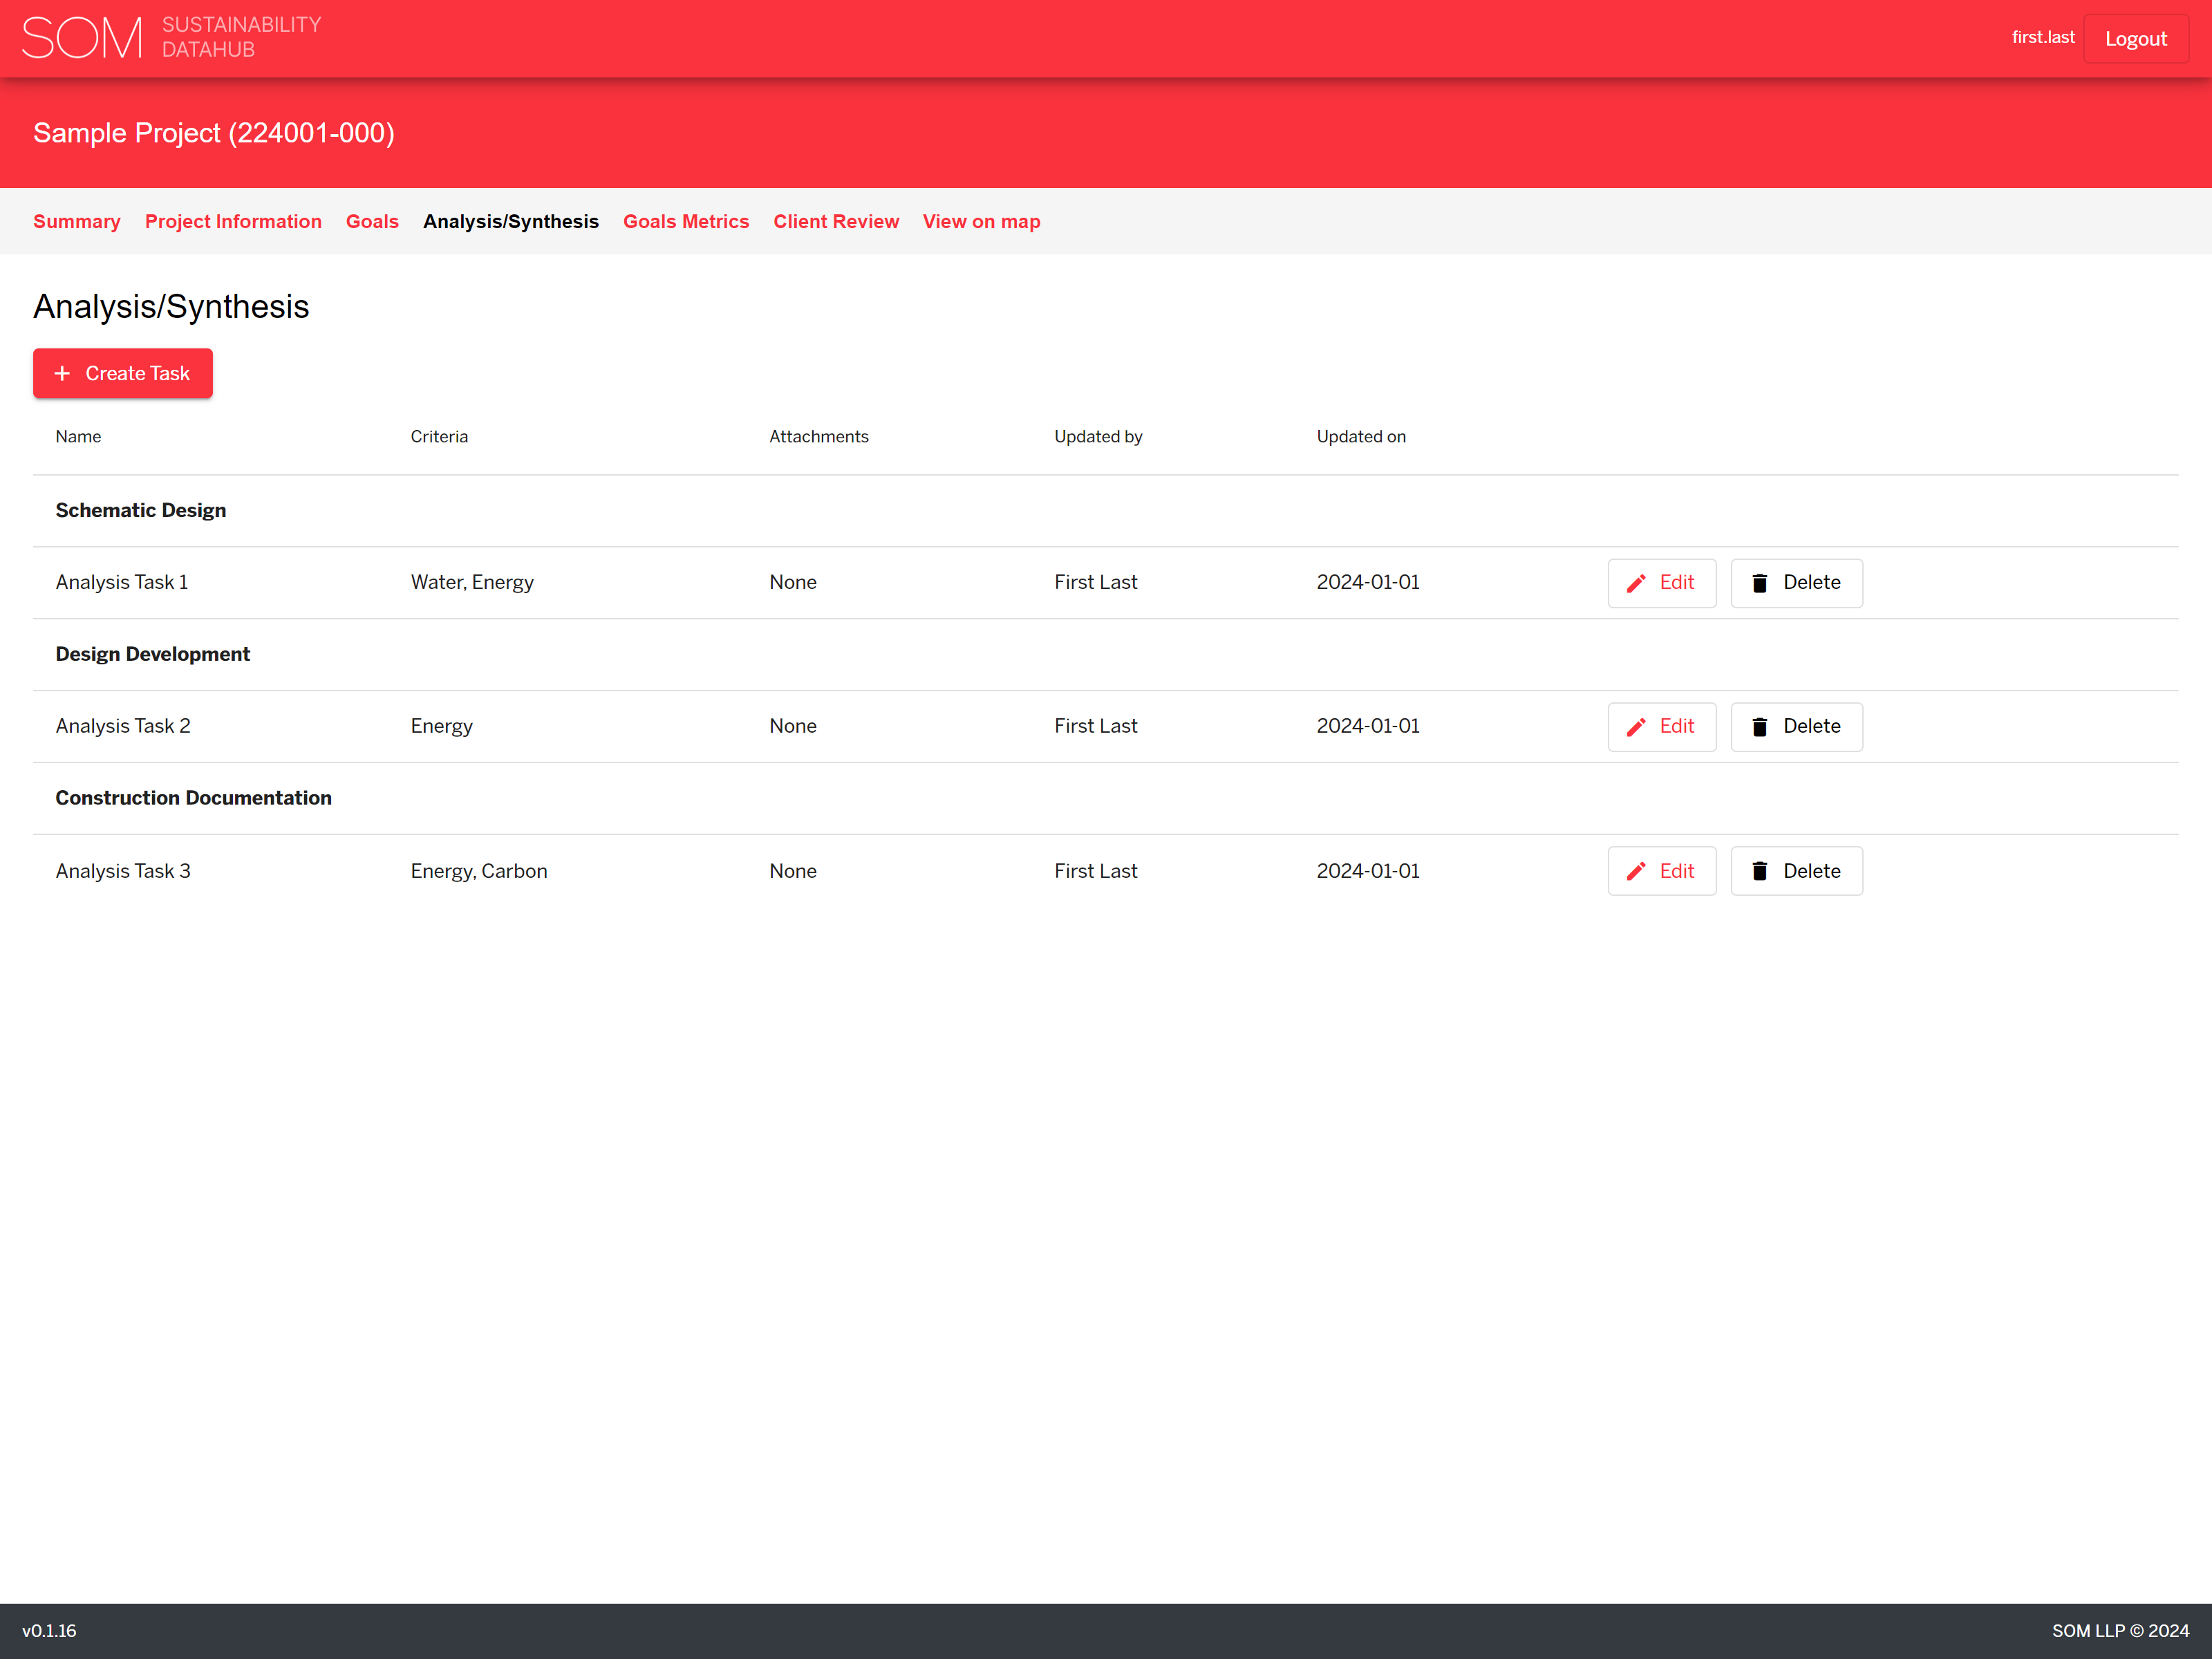 SOM SUSTAINABILITY DATAHUB
first.last Logout
Sample Project (224001-000)
Summary Project Information Goals Analysis/Synthesis Goals Metrics Client Review View on map
Analysis/Synthesis
+ Create Task
Name Criteria Attachments Updated by Updated on
Schematic Design
Analysis Task 1 Water, Energy None First Last 2024-01-01 Edit Delete
Design Development
Analysis Task 2 Energy None First Last 2024-01-01 Edit Delete
Construction Documentation
Analysis Task 3 Energy, Carbon None First Last 2024-01-01 Edit Delete
v0.1.16 SOM LLP © 2024